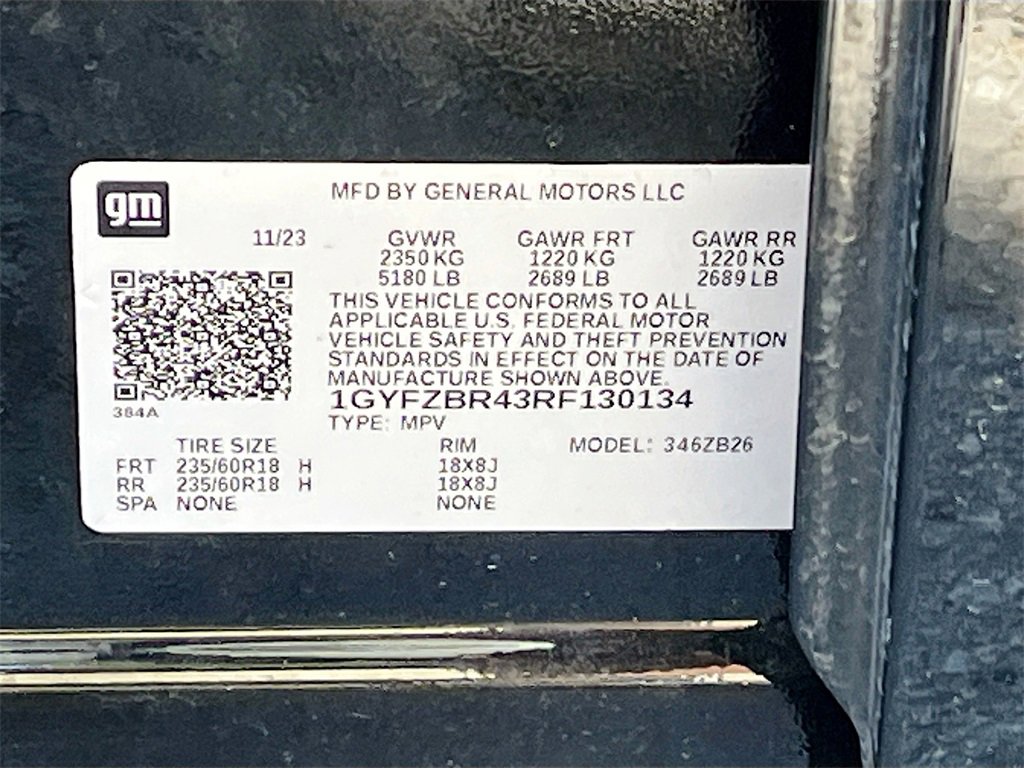 gm
MFD BY GENERAL MOTORS LLC
11/23 GVWR GAWR FRT GAWR RR
2350 KG 1220 KG 1220 KG
5180 LB 2689 LB 2689 LB
THIS VEHICLE CONFORMS TO ALL
APPLICABLE U.S. FEDERAL MOTOR
VEHICLE SAFETY AND THEFT PREVENTION
STANDARDS IN EFFECT ON THE DATE OF
MANUFACTURE SHOWN ABOVE.
1GYFZBR43RF130134
384A
TYPE: MPV
TIRE SIZE RIM MODEL: 346ZB26
FRT 235/60R18 H 18X8J
RR 235/60R18 H 18X8J
SPA NONE NONE